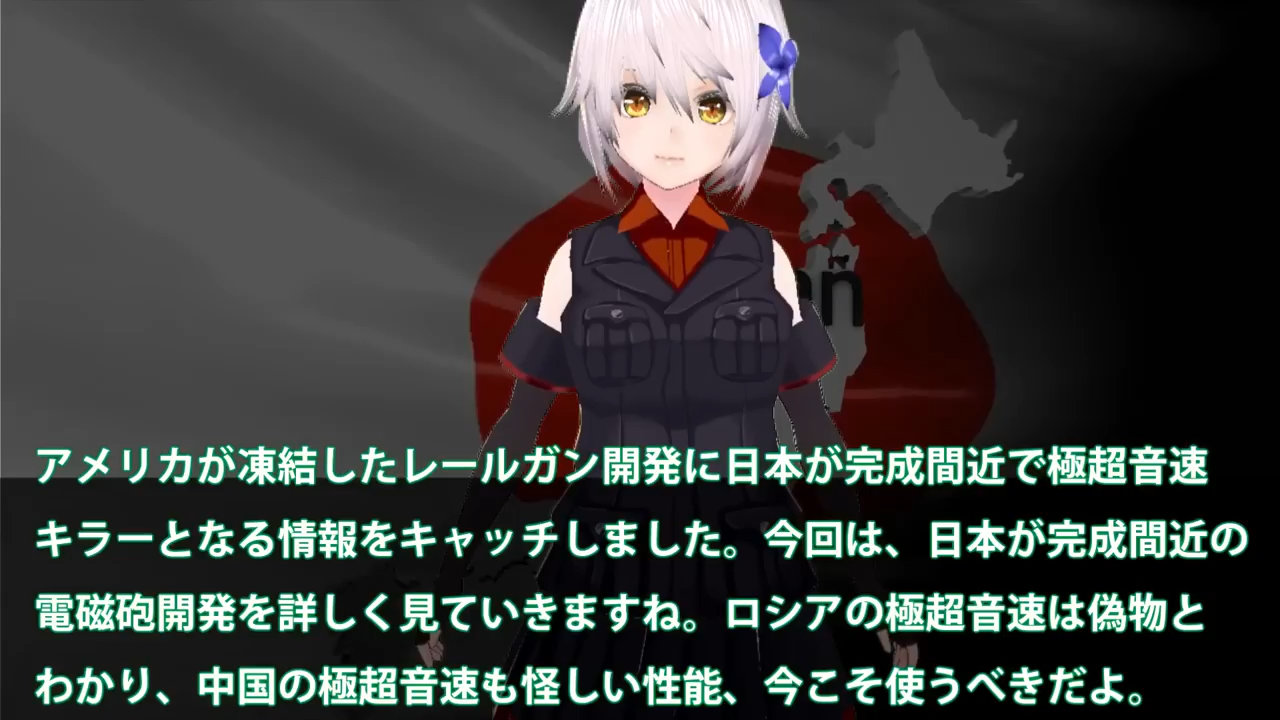 an
アメリカが凍結したレールガン開発に日本が完成間近で極超音速
キラーとなる情報をキャッチしました。今回は、日本が完成間近の
電磁砲開発を詳しく見ていきますね。ロシアの極超音速は偽物と
わかり、中国の極超音速も怪しい性能、今こそ使うべきだよ。